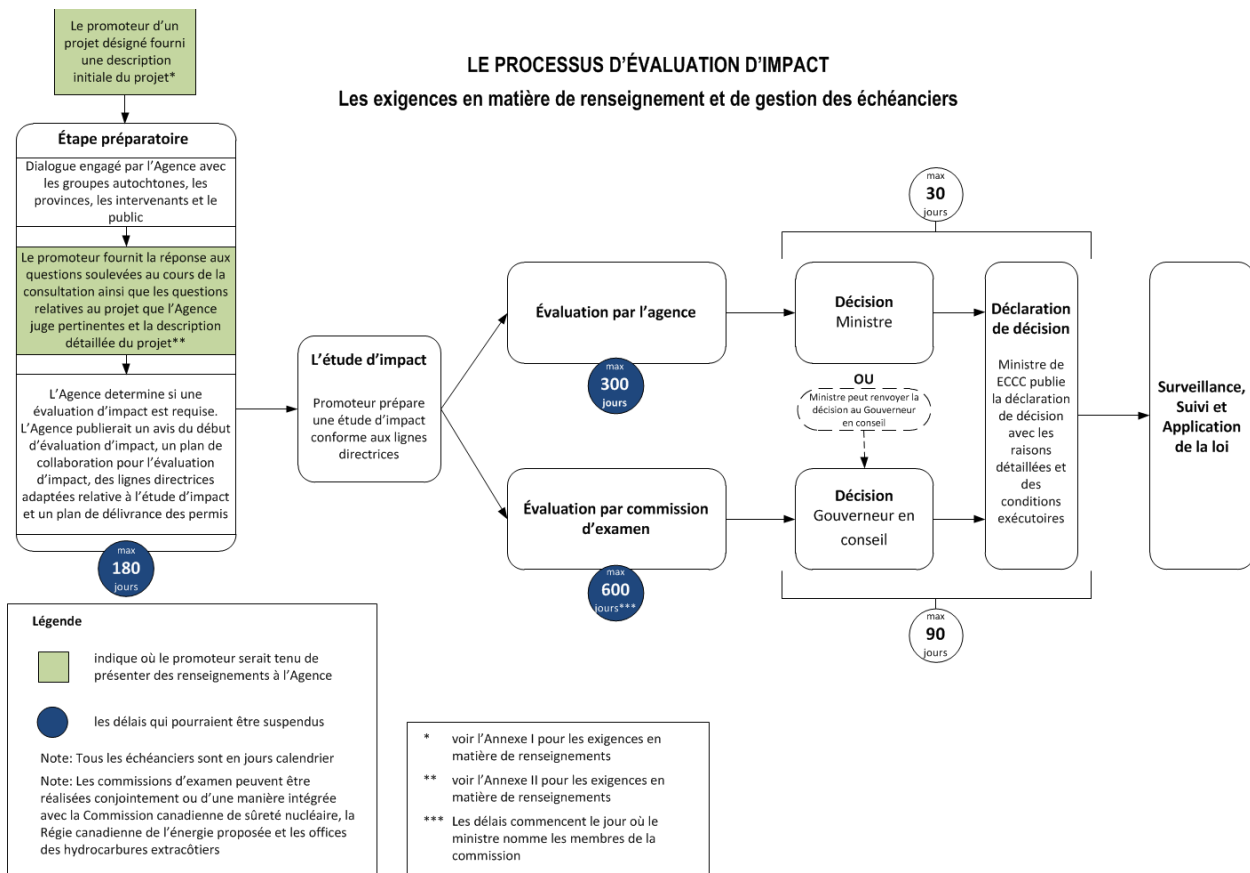 Le promoteur d'un
projet désigné fourni
une description
initiale du projet*
LE PROCESSUS D'ÉVALUATION D'IMPACT
Les exigences en matière de renseignement et de gestion des échéanciers
Étape préparatoire
Dialogue engagé par l'Agence avec
les groupes autochtones, les
provinces, les intervenants et le
public
Le promoteur fournit la réponse aux
questions soulevées au cours de la
consultation ainsi que les questions
relatives au projet que l'Agence
juge pertinentes et la description
détaillée du projet**
L'Agence determine si une
évaluation d'impact est requise.
L'Agence publierait un avis du début
d'évaluation d'impact, un plan de
collaboration pour l'évaluation
d'impact, des lignes directrices
adaptées relative à l'étude d'impact
et un plan de délivrance des permis
max
180
jours
L'étude d'impact
Promoteur prépare
une étude d'impact
conforme aux lignes
directrices
Évaluation par l'agence
max
300
jours
Évaluation par commission
d'examen
max
600
jours***
max
30
jours
Décision
Ministre
OU
Ministre peut renvoyer la
décision au Gouverneur
en conseil
Décision
Gouverneur en
conseil
max
90
jours
Déclaration
de décision
Ministre de
ECCC publie
la déclaration
de décision
avec les
raisons
détaillées et
des
conditions
exécutoires
Surveillance,
Suivi et
Application
de la loi
Légende
indique où le promoteur serait tenu de
présenter des renseignements à l'Agence
les délais qui pourraient être suspendus
Note: Tous les échéanciers sont en jours calendrier
Note: Les commissions d'examen peuvent être
réalisées conjointement ou d'une manière intégrée
avec la Commission canadienne de sûreté nucléaire, la
Régie canadienne de l'énergie proposée et les offices
des hydrocarbures extracôtiers
* voir l'Annexe I pour les exigences en
matière de renseignements
** voir l'Annexe II pour les exigences en
matière de renseignements
*** Les délais commencent le jour où le
ministre nomme les membres de la
commission